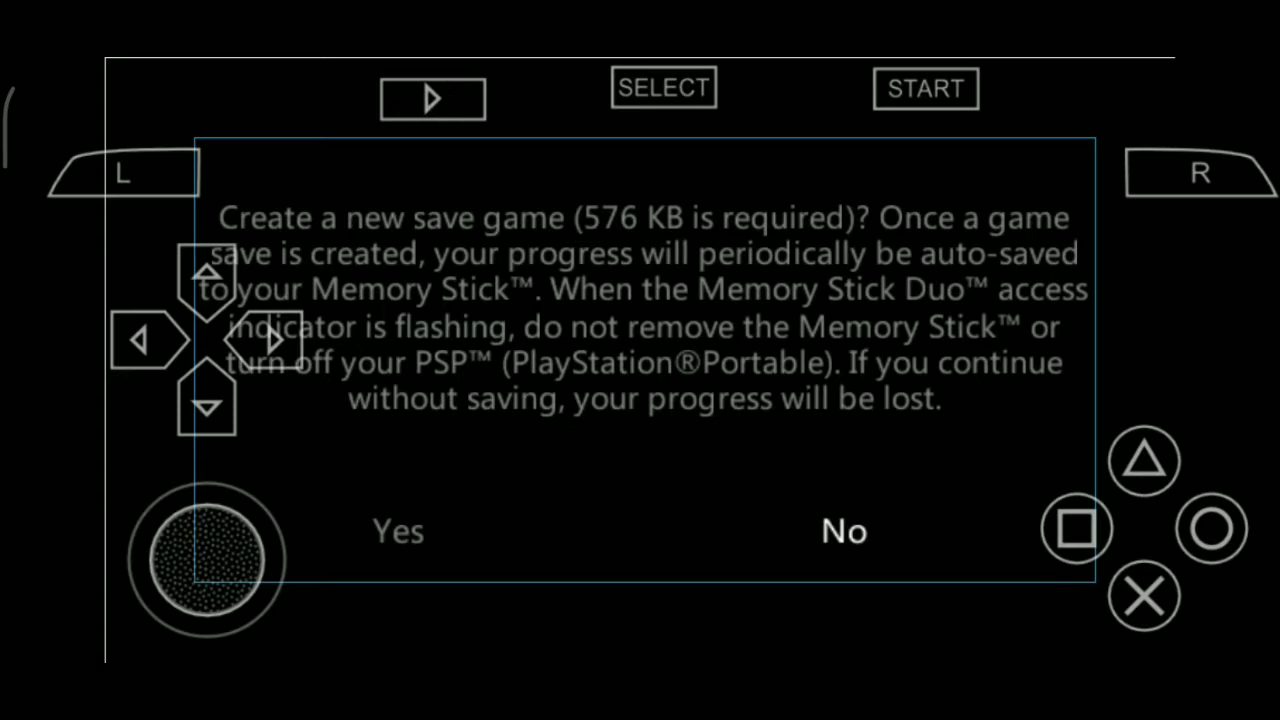 SELECT
START
L
R
Create a new save game (576 KB is required)? Once a game
save is created, your progress will periodically be auto-saved
to your Memory Stick™. When the Memory Stick Duo™ access
indicator is flashing, do not remove the Memory Stick™ or
turn off your PSP™ (PlayStation®Portable). If you continue
without saving, your progress will be lost.
Yes
No